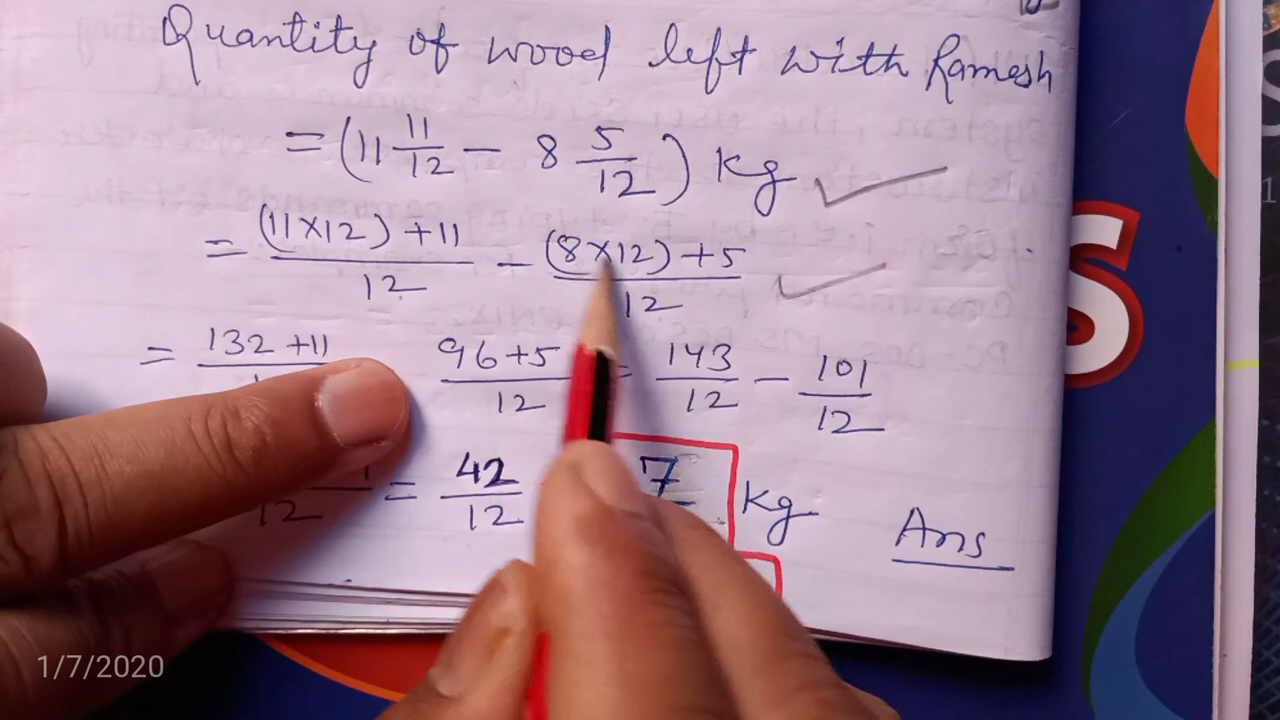 Quantity of wood left with Ramesh
= (11 11/12 - 8 5/12) Kg
= (11×12) + 11 / 12 - (8×12) + 5 / 12
= 132 + 11 96 + 5 / 12 = 143/12 - 101/12
12 = 42/12 7 Kg Ans
1/7/2020
S